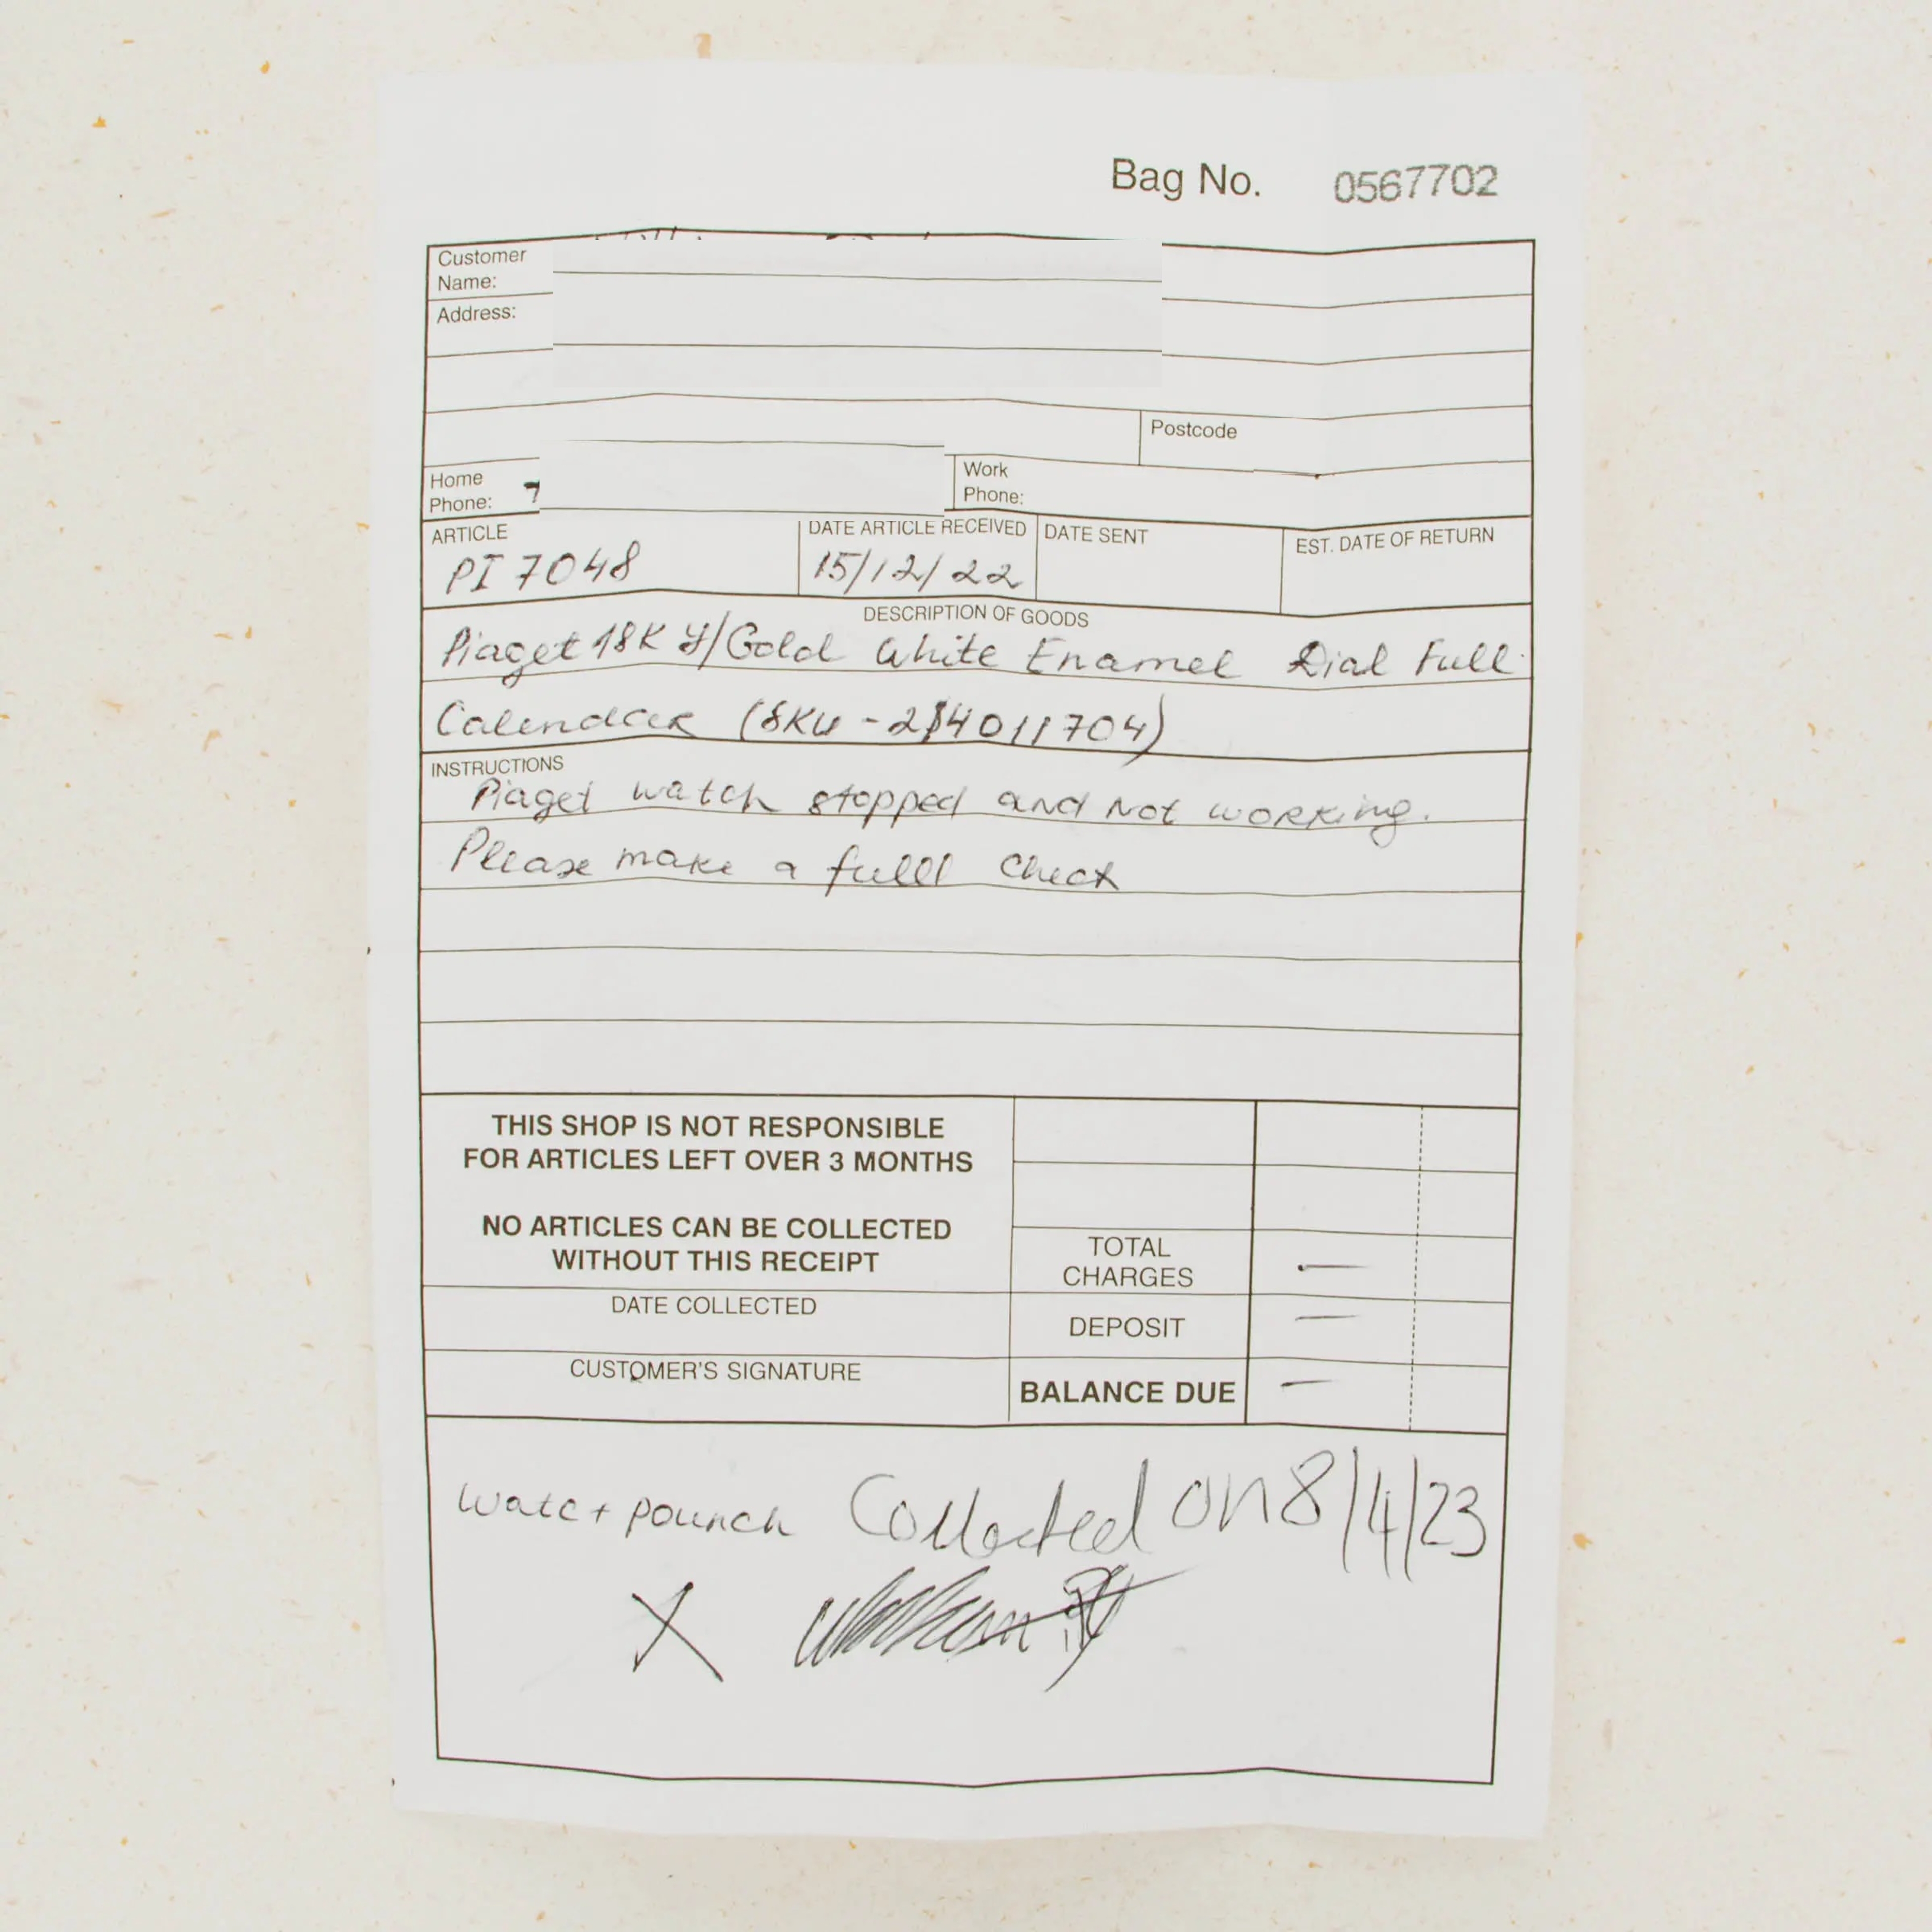 Bag No. 0567702
Customer
Name:
Address:
Postcode
Home
Phone: 7
Work
Phone:
ARTICLE
PI 7048
DATE ARTICLE RECEIVED
15/12/22
DATE SENT
EST. DATE OF RETURN
DESCRIPTION OF GOODS
Piaget 18K Y/Gold White Enamel Dial Full
Calendar (SKU - 214011704)
INSTRUCTIONS
Piaget watch stopped and not working.
Please make a fulll check
THIS SHOP IS NOT RESPONSIBLE
FOR ARTICLES LEFT OVER 3 MONTHS
NO ARTICLES CAN BE COLLECTED
WITHOUT THIS RECEIPT
TOTAL
CHARGES —
DATE COLLECTED
DEPOSIT —
CUSTOMER'S SIGNATURE
BALANCE DUE —
watc + pounch Collected on 8/4/23
X